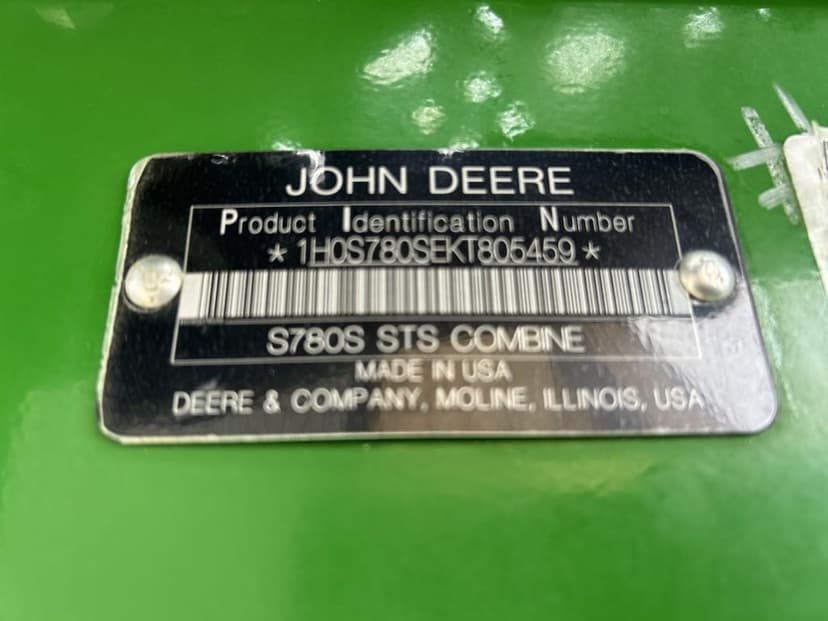 JOHN DEERE
Product Identification Number
*1H0S780SEKT805459*
S780S STS COMBINE
MADE IN USA
DEERE & COMPANY, MOLINE, ILLINOIS, USA